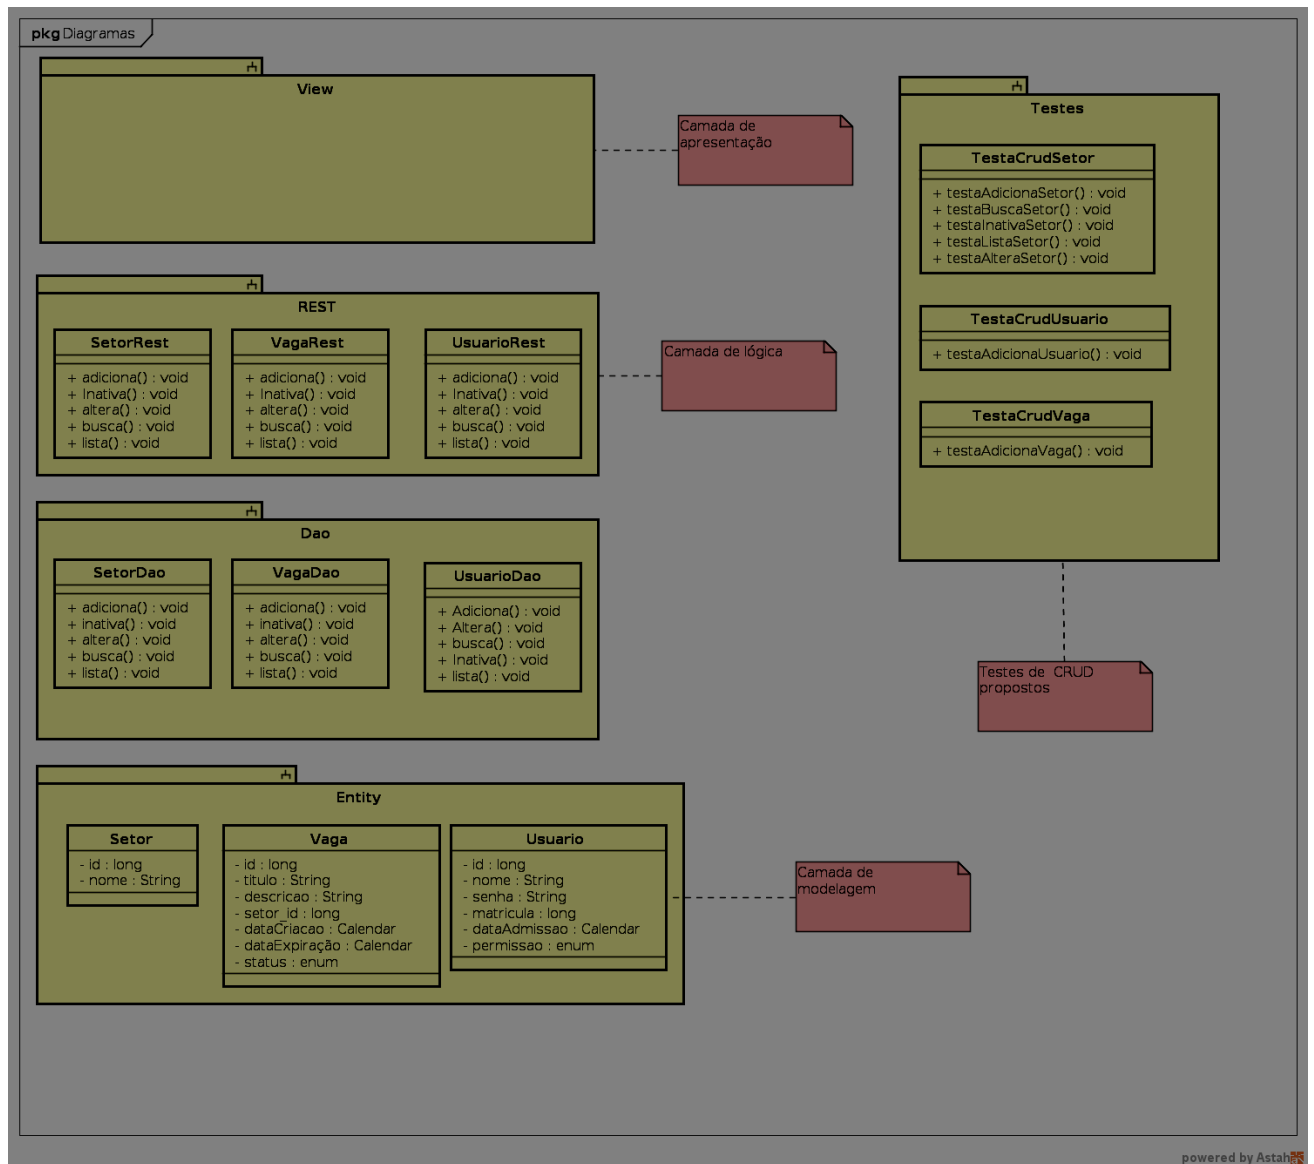 pkg Diagramas
View
Camada de
apresentação
REST
SetorRest
+ adiciona() : void
+ Inativa() : void
+ altera() : void
+ busca() : void
+ lista() : void
VagaRest
+ adiciona() : void
+ Inativa() : void
+ altera() : void
+ busca() : void
+ lista() : void
UsuarioRest
+ adiciona() : void
+ Inativa() : void
+ altera() : void
+ busca() : void
+ lista() : void
Camada de lógica
Dao
SetorDao
+ adiciona() : void
+ inativa() : void
+ altera() : void
+ busca() : void
+ lista() : void
VagaDao
+ adiciona() : void
+ inativa() : void
+ altera() : void
+ busca() : void
+ lista() : void
UsuarioDao
+ Adiciona() : void
+ Altera() : void
+ busca() : void
+ Inativa() : void
+ lista() : void
Entity
Setor
- id : long
- nome : String
Vaga
- id : long
- titulo : String
- descricao : String
- setor_id : long
- dataCriacao : Calendar
- dataExpiração : Calendar
- status : enum
Usuario
- id : long
- nome : String
- senha : String
- matricula : long
- dataAdmissao : Calendar
- permissao : enum
Camada de
modelagem
Testes
TestaCrudSetor
+ testaAdicionaSetor() : void
+ testaBuscaSetor() : void
+ testaInativaSetor() : void
+ testaListaSetor() : void
+ testaAlteraSetor() : void
TestaCrudUsuario
+ testaAdicionaUsuario() : void
TestaCrudVaga
+ testaAdicionaVaga() : void
Testes de  CRUD
propostos
powered by Astah